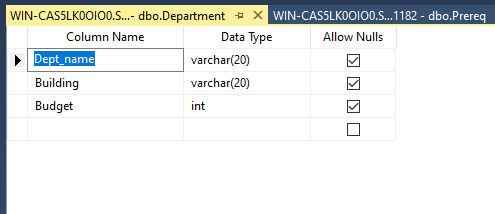 WIN-CAS5LK0OIO0.S...- dbo.Department WIN-CAS5LK0OIO0.S...1182 - dbo.Prereq
Column Name Data Type Allow Nulls
Dept_name varchar(20)
Building varchar(20)
Budget int